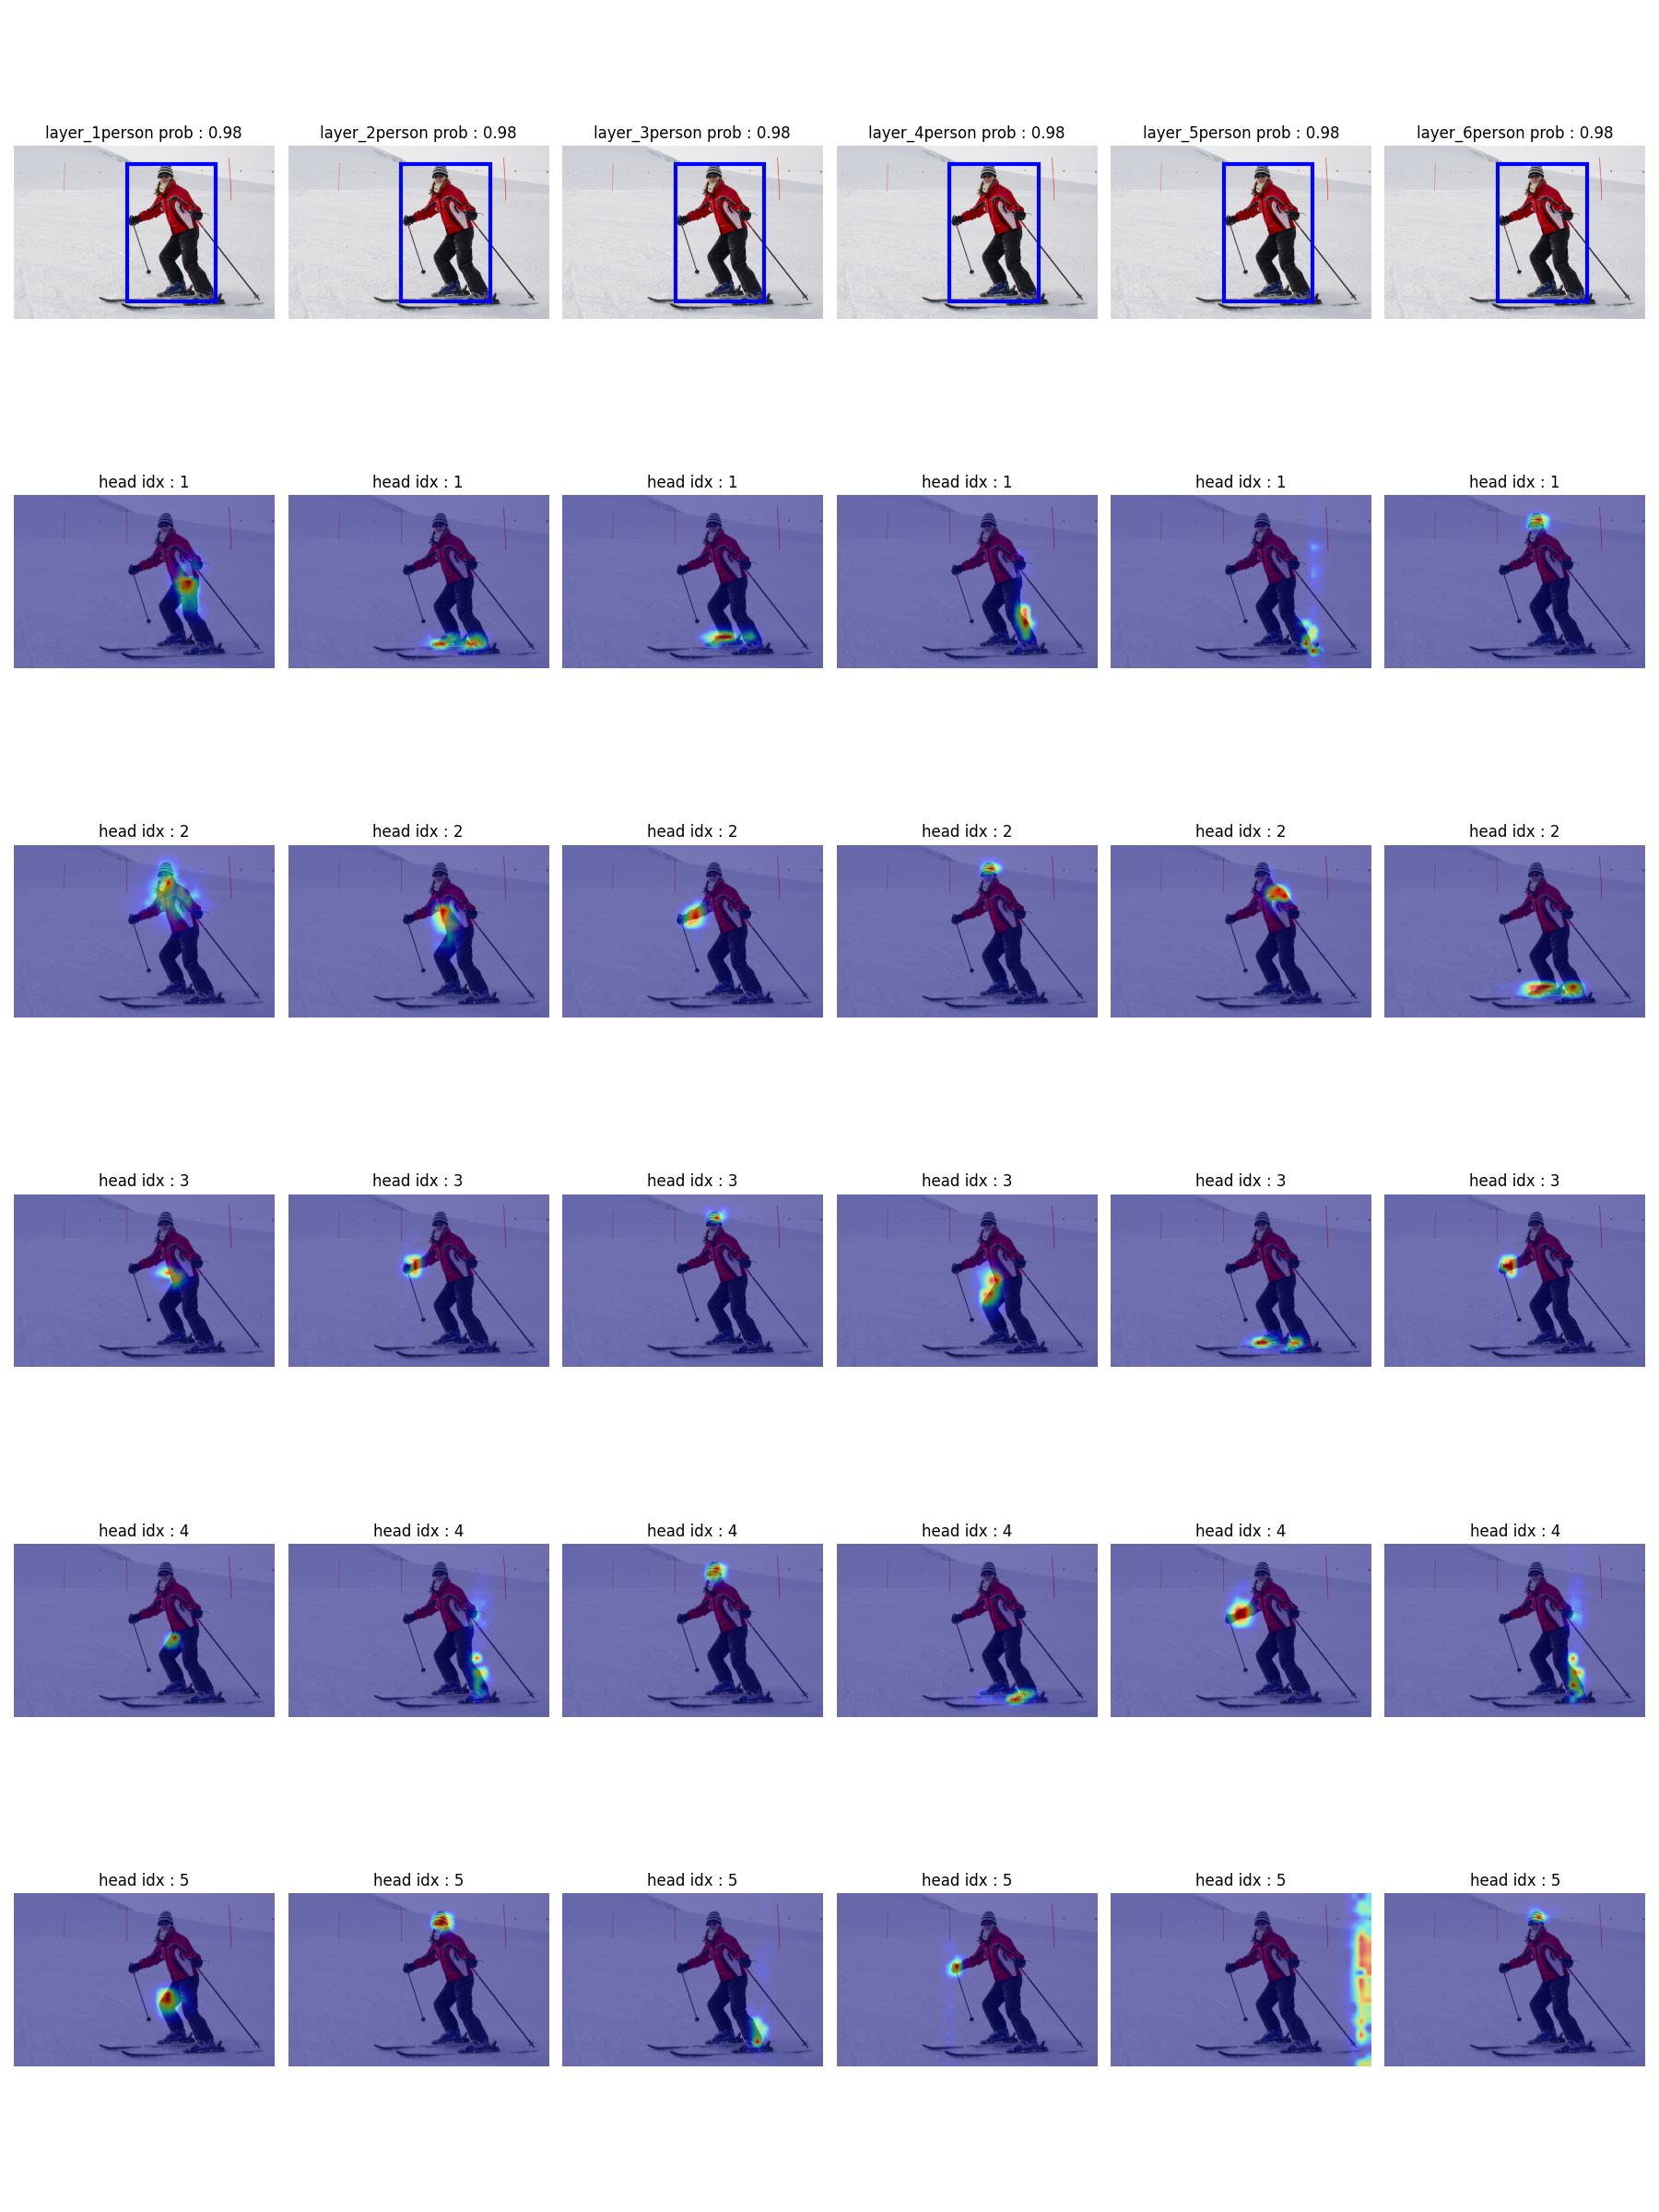 layer_1person prob : 0.98
layer_2person prob : 0.98
layer_3person prob : 0.98
layer_4person prob : 0.98
layer_5person prob : 0.98
layer_6person prob : 0.98
head idx : 1
head idx : 1
head idx : 1
head idx : 1
head idx : 1
head idx : 1
head idx : 2
head idx : 2
head idx : 2
head idx : 2
head idx : 2
head idx : 2
head idx : 3
head idx : 3
head idx : 3
head idx : 3
head idx : 3
head idx : 3
head idx : 4
head idx : 4
head idx : 4
head idx : 4
head idx : 4
head idx : 4
head idx : 5
head idx : 5
head idx : 5
head idx : 5
head idx : 5
head idx : 5